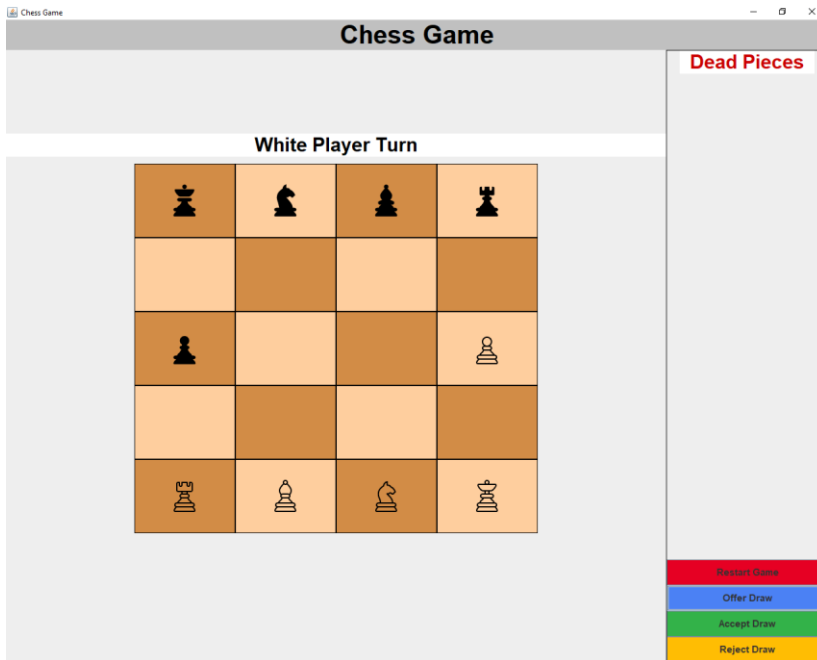 Chess Game
Chess Game
Dead Pieces
White Player Turn
Restart Game
Offer Draw
Accept Draw
Reject Draw